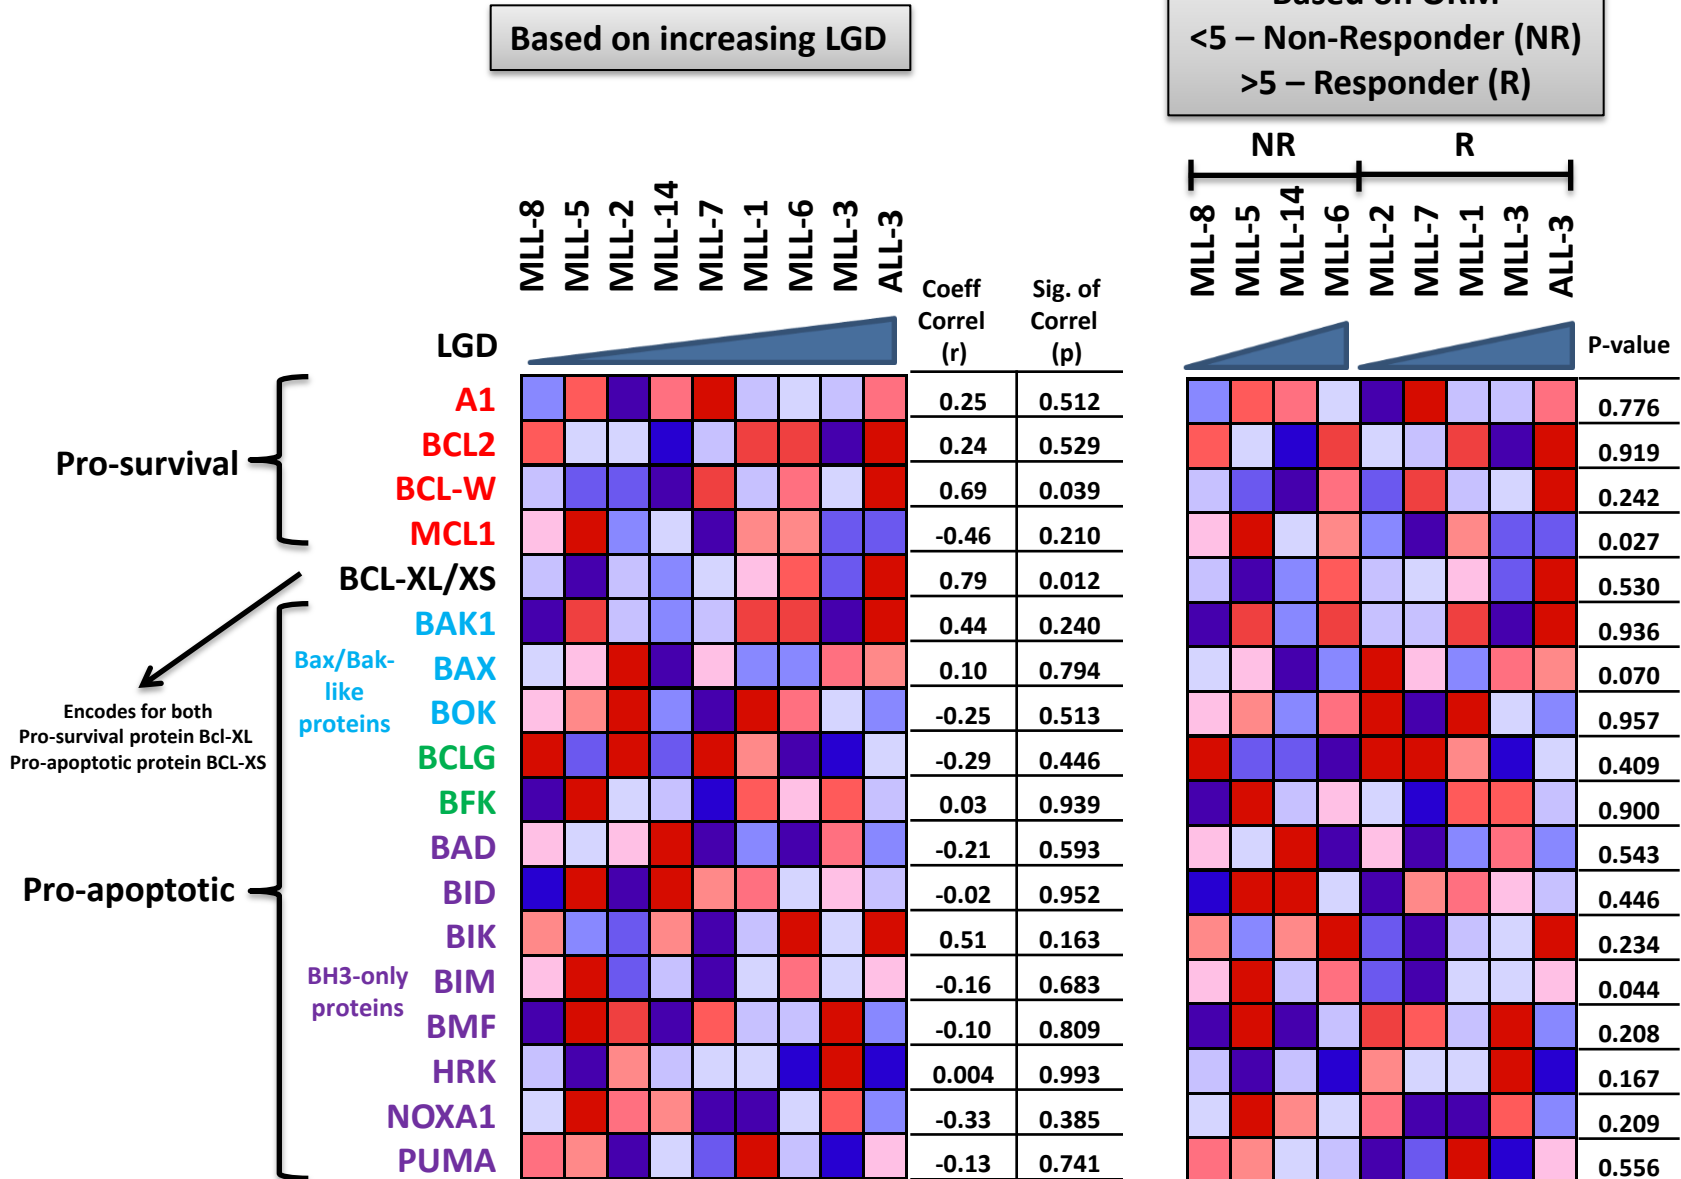 Based on increasing LGD
Based on ORM
<5 – Non-Responder (NR)
>5 – Responder (R)
NR R
MLL-8 MLL-5 MLL-2 MLL-14 MLL-7 MLL-1 MLL-6 MLL-3 ALL-3
Coeff Correl (r)
Sig. of Correl (p)
MLL-8 MLL-5 MLL-14 MLL-6 MLL-2 MLL-7 MLL-1 MLL-3 ALL-3
P-value
LGD
Pro-survival
A1 0.25 0.512 0.776
BCL2 0.24 0.529 0.919
BCL-W 0.69 0.039 0.242
MCL1 -0.46 0.210 0.027
BCL-XL/XS 0.79 0.012 0.530
Encodes for both
Pro-survival protein Bcl-XL
Pro-apoptotic protein BCL-XS
Pro-apoptotic
Bax/Bak-
like
proteins
BAK1 0.44 0.240 0.936
BAX 0.10 0.794 0.070
BOK -0.25 0.513 0.957
BCLG -0.29 0.446 0.409
BFK 0.03 0.939 0.900
BH3-only
proteins
BAD -0.21 0.593 0.543
BID -0.02 0.952 0.446
BIK 0.51 0.163 0.234
BIM -0.16 0.683 0.044
BMF -0.10 0.809 0.208
HRK 0.004 0.993 0.167
NOXA1 -0.33 0.385 0.209
PUMA -0.13 0.741 0.556